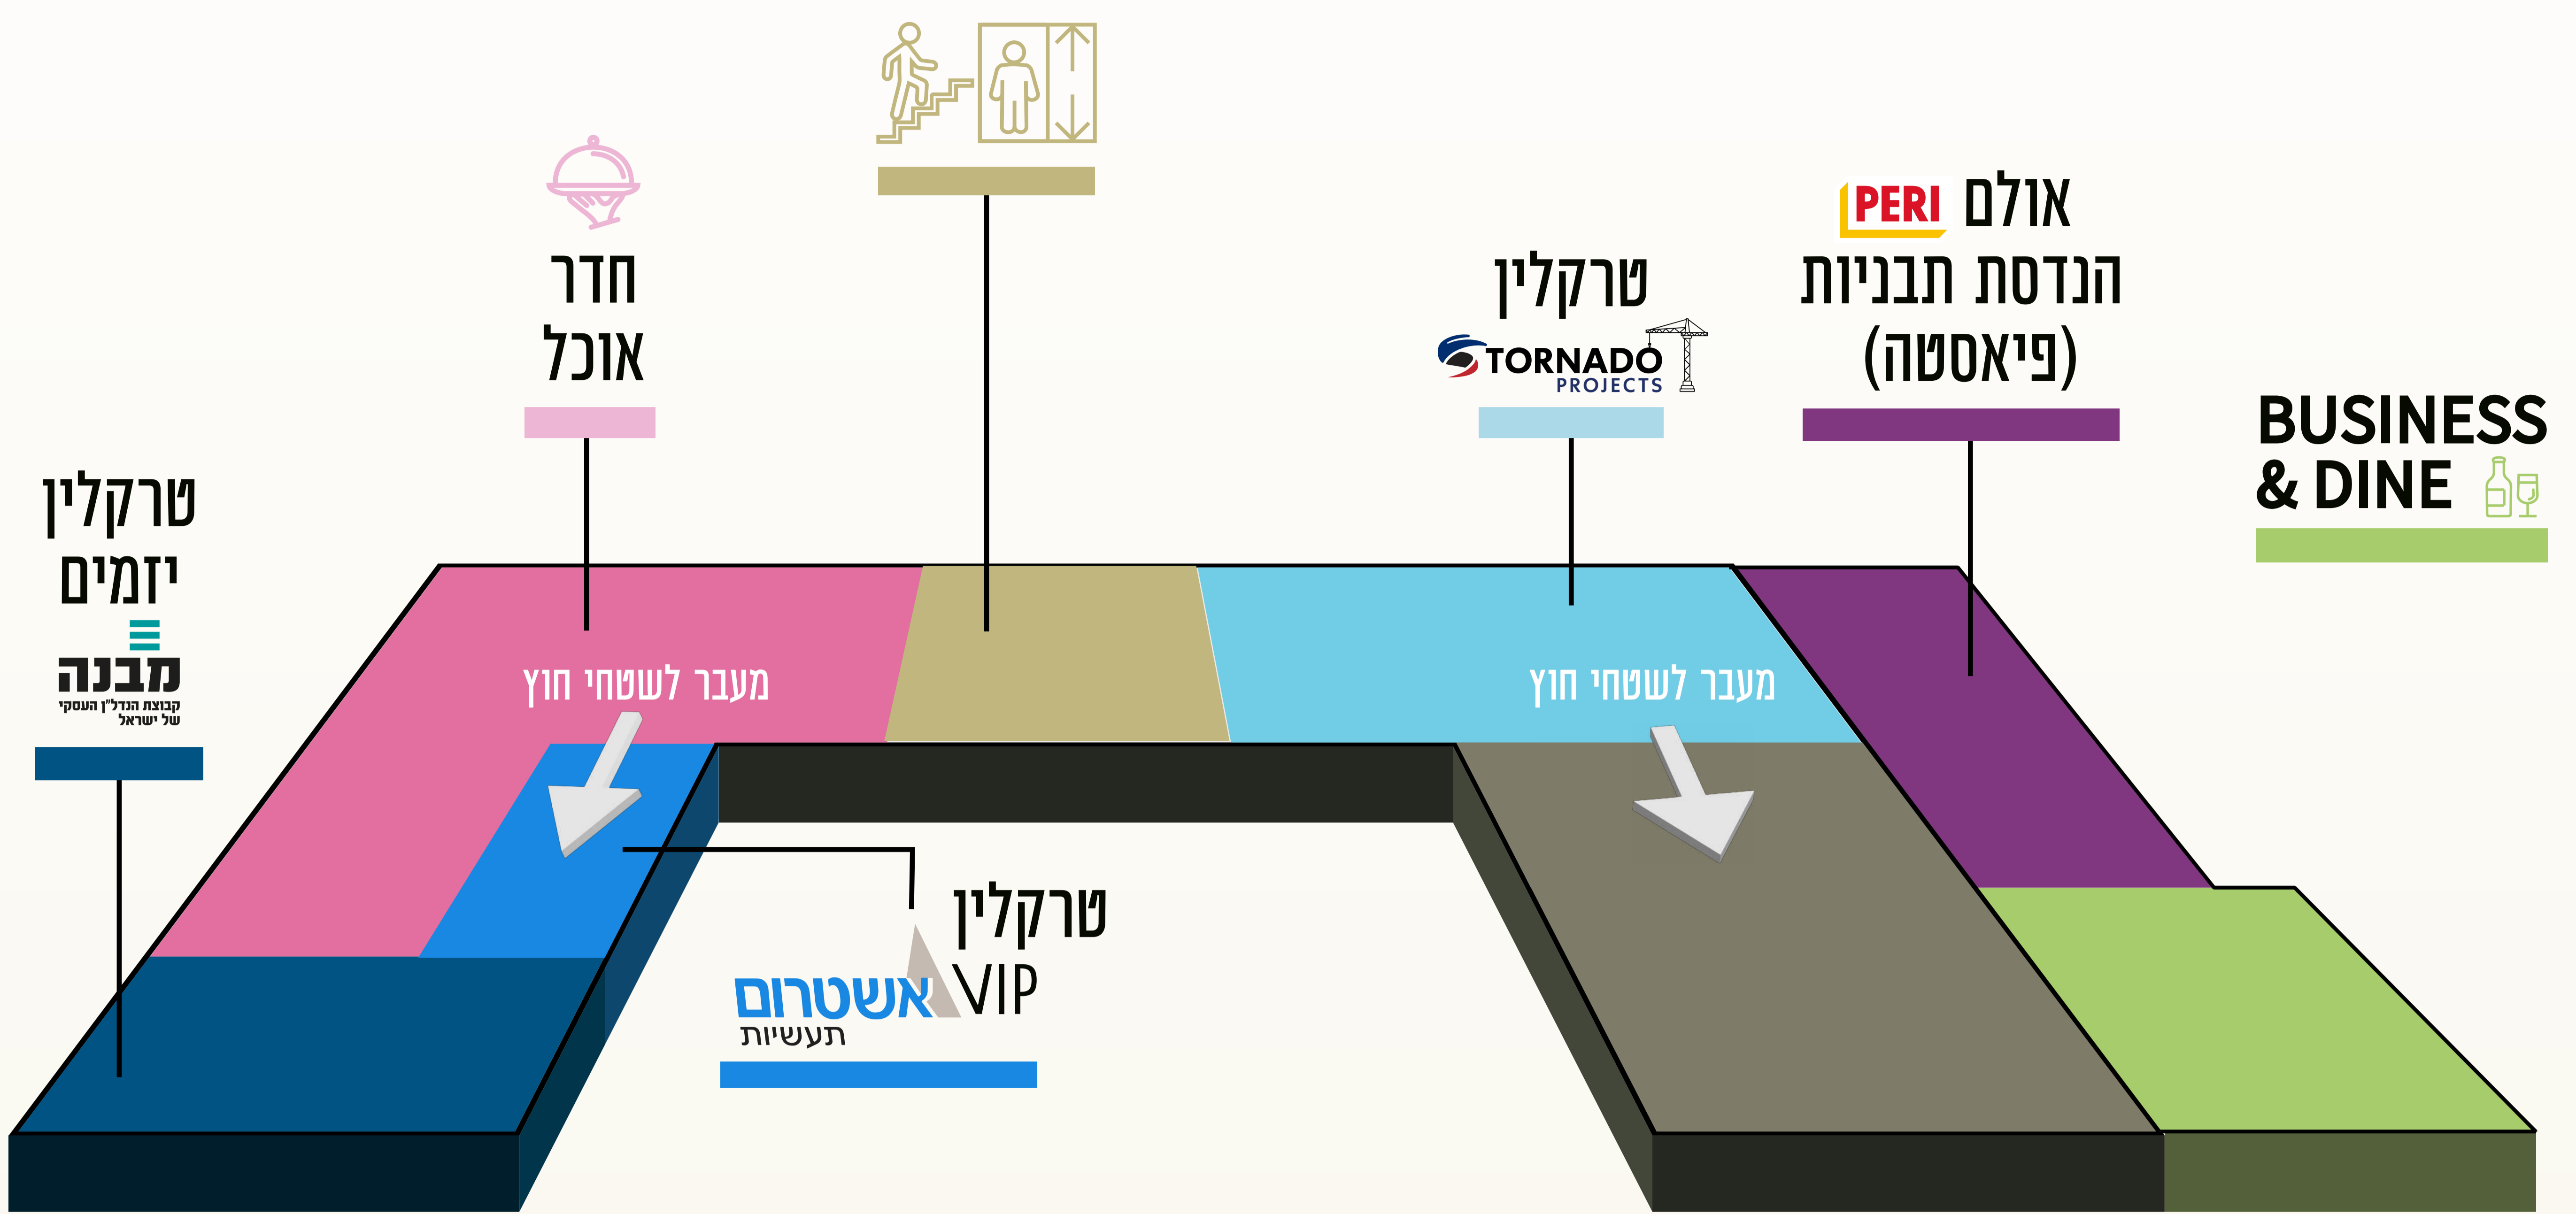 אולם PERI
הנדסת תבניות
(פיאסטה)
BUSINESS
& DINE
טרקלין
TORNADO
PROJECTS
חדר
אוכל
טרקלין
יזמים
מבנה
קבוצת הנדל"ן העסקי
של ישראל
מעבר לשטחי חוץ
מעבר לשטחי חוץ
טרקלין
VIP
אשטרום
תעשיות